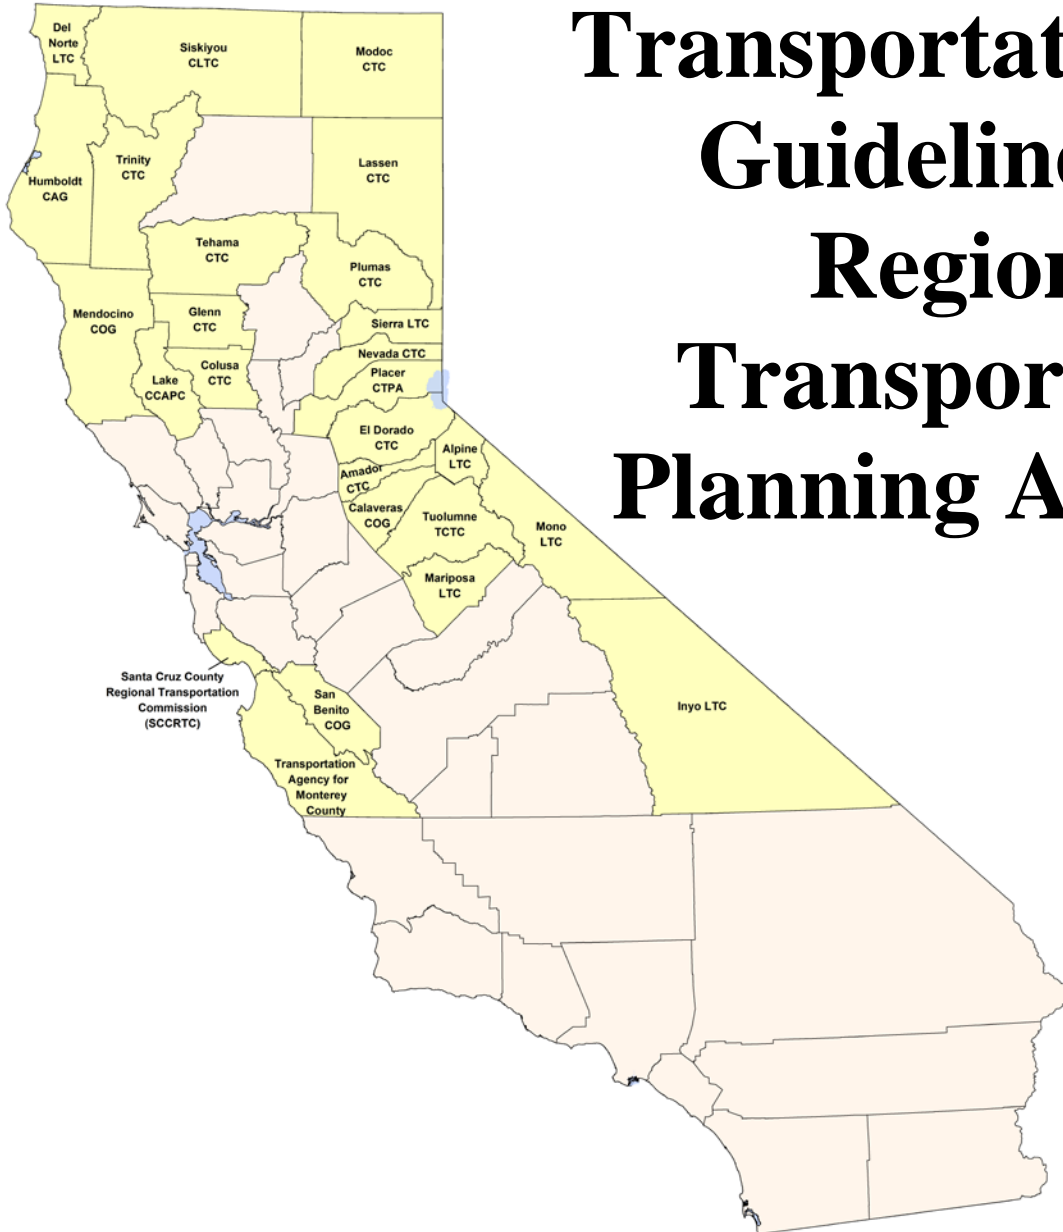 Transportat
Guideline
Region
Transpor
Planning A
Del
Norte
LTC
Siskiyou
CLTC
Modoc
CTC
Humboldt
CAG
Trinity
CTC
Lassen
CTC
Tehama
CTC
Plumas
CTC
Mendocino
COG
Glenn
CTC
Sierra LTC
Lake
CCAPC
Colusa
CTC
Nevada CTC
Placer
CTPA
El Dorado
CTC
Alpine
LTC
Amador
CTC
Calaveras
COG
Tuolumne
TCTC
Mono
LTC
Mariposa
LTC
Santa Cruz County
Regional Transportation
Commission
(SCCRTC)
San
Benito
COG
Inyo LTC
Transportation
Agency for
Monterey
County